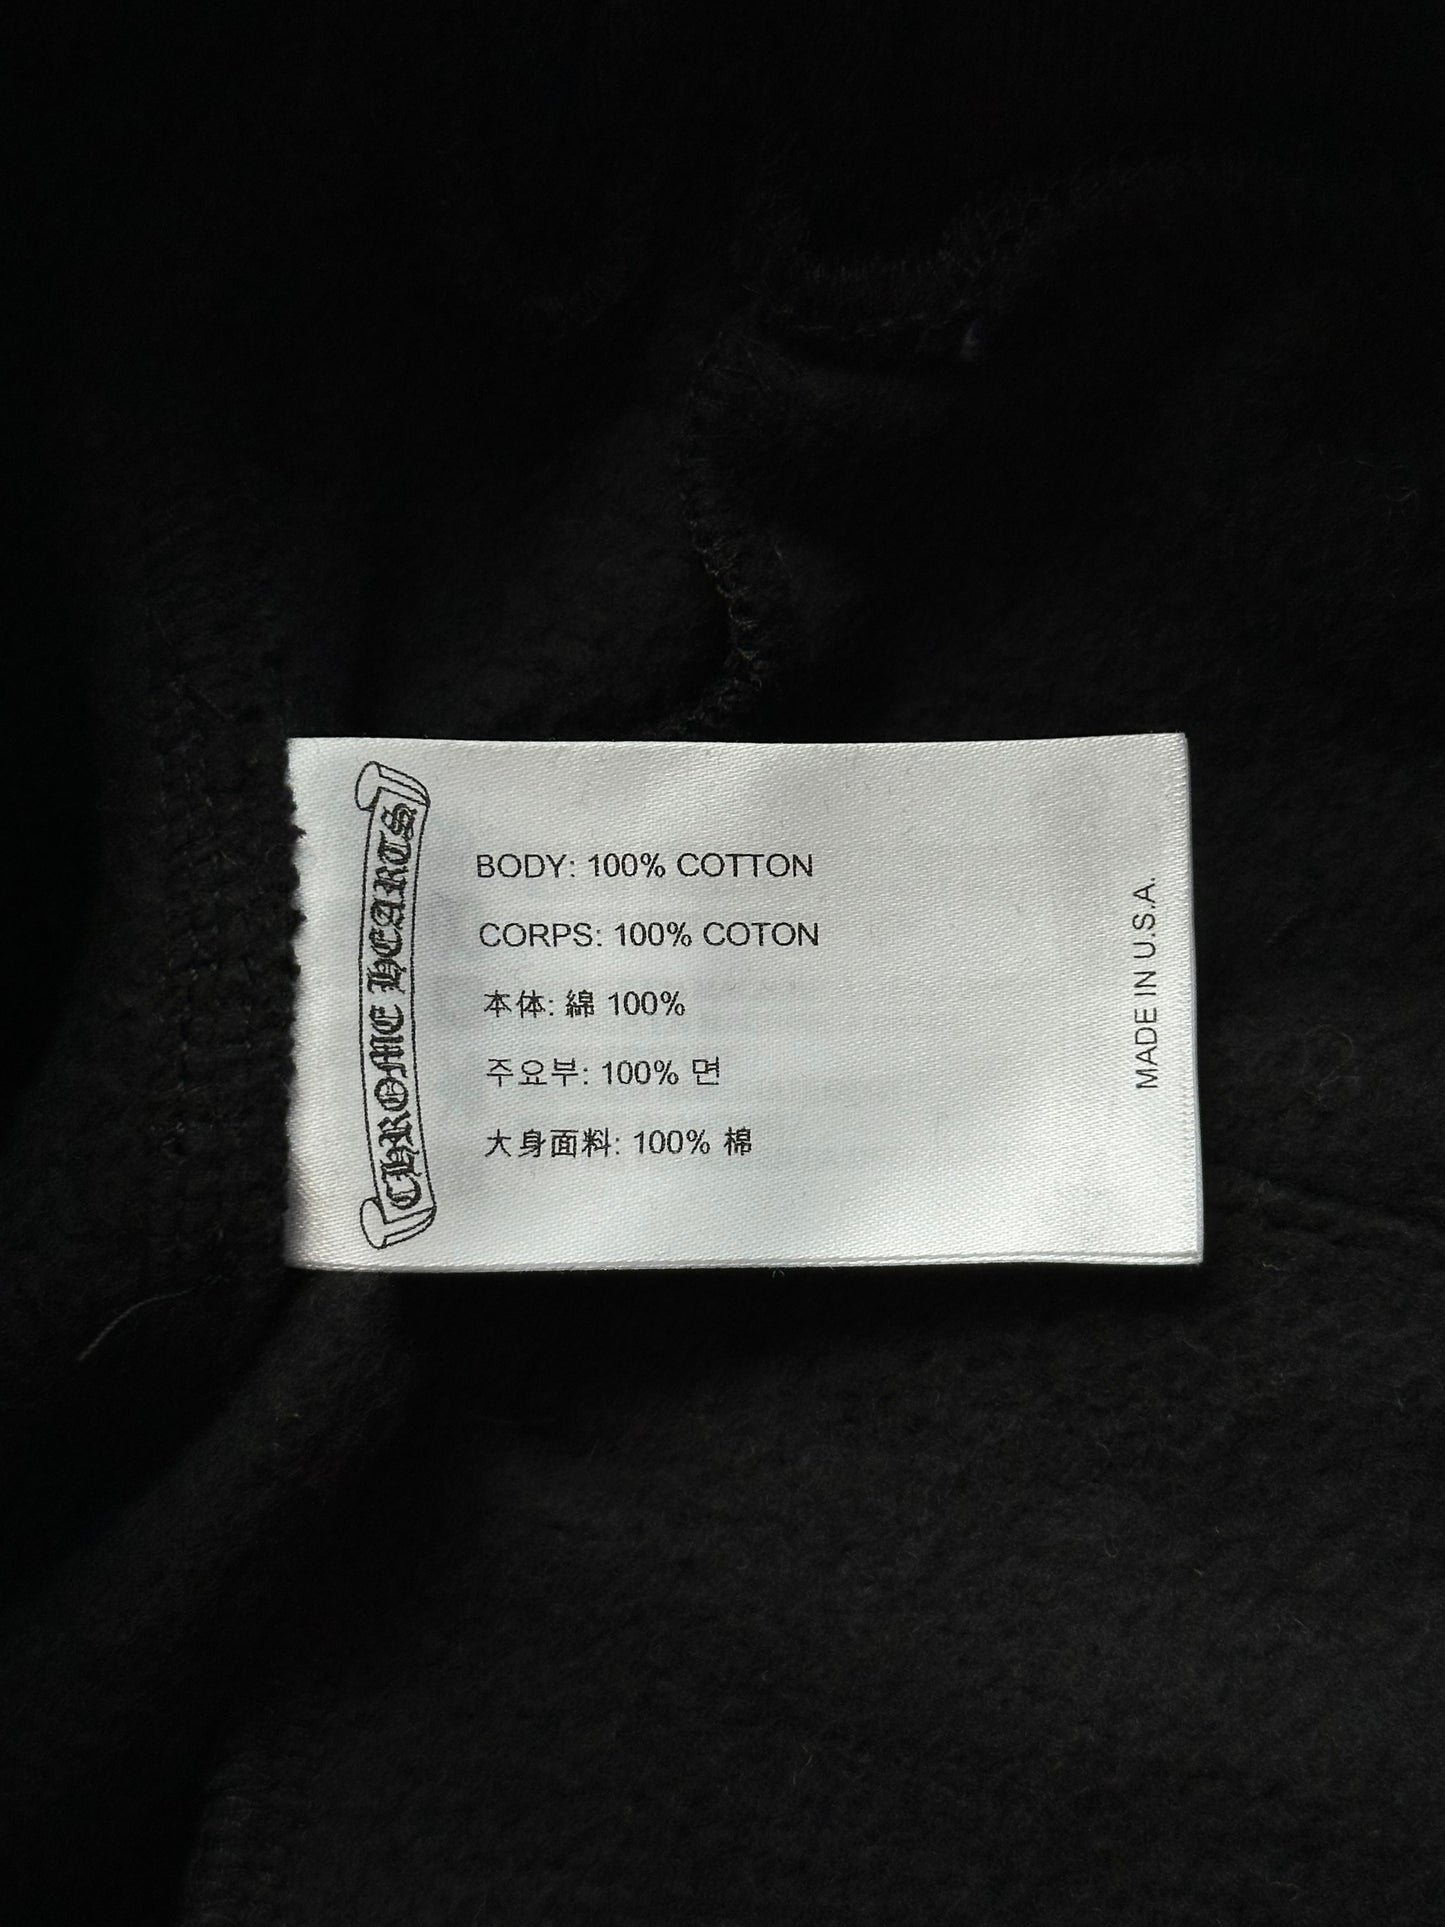 CHROME HEARTS
BODY: 100% COTTON
CORPS: 100% COTON
本体: 綿 100%
주요부: 100% 면
大身面料: 100% 棉
MADE IN U.S.A.